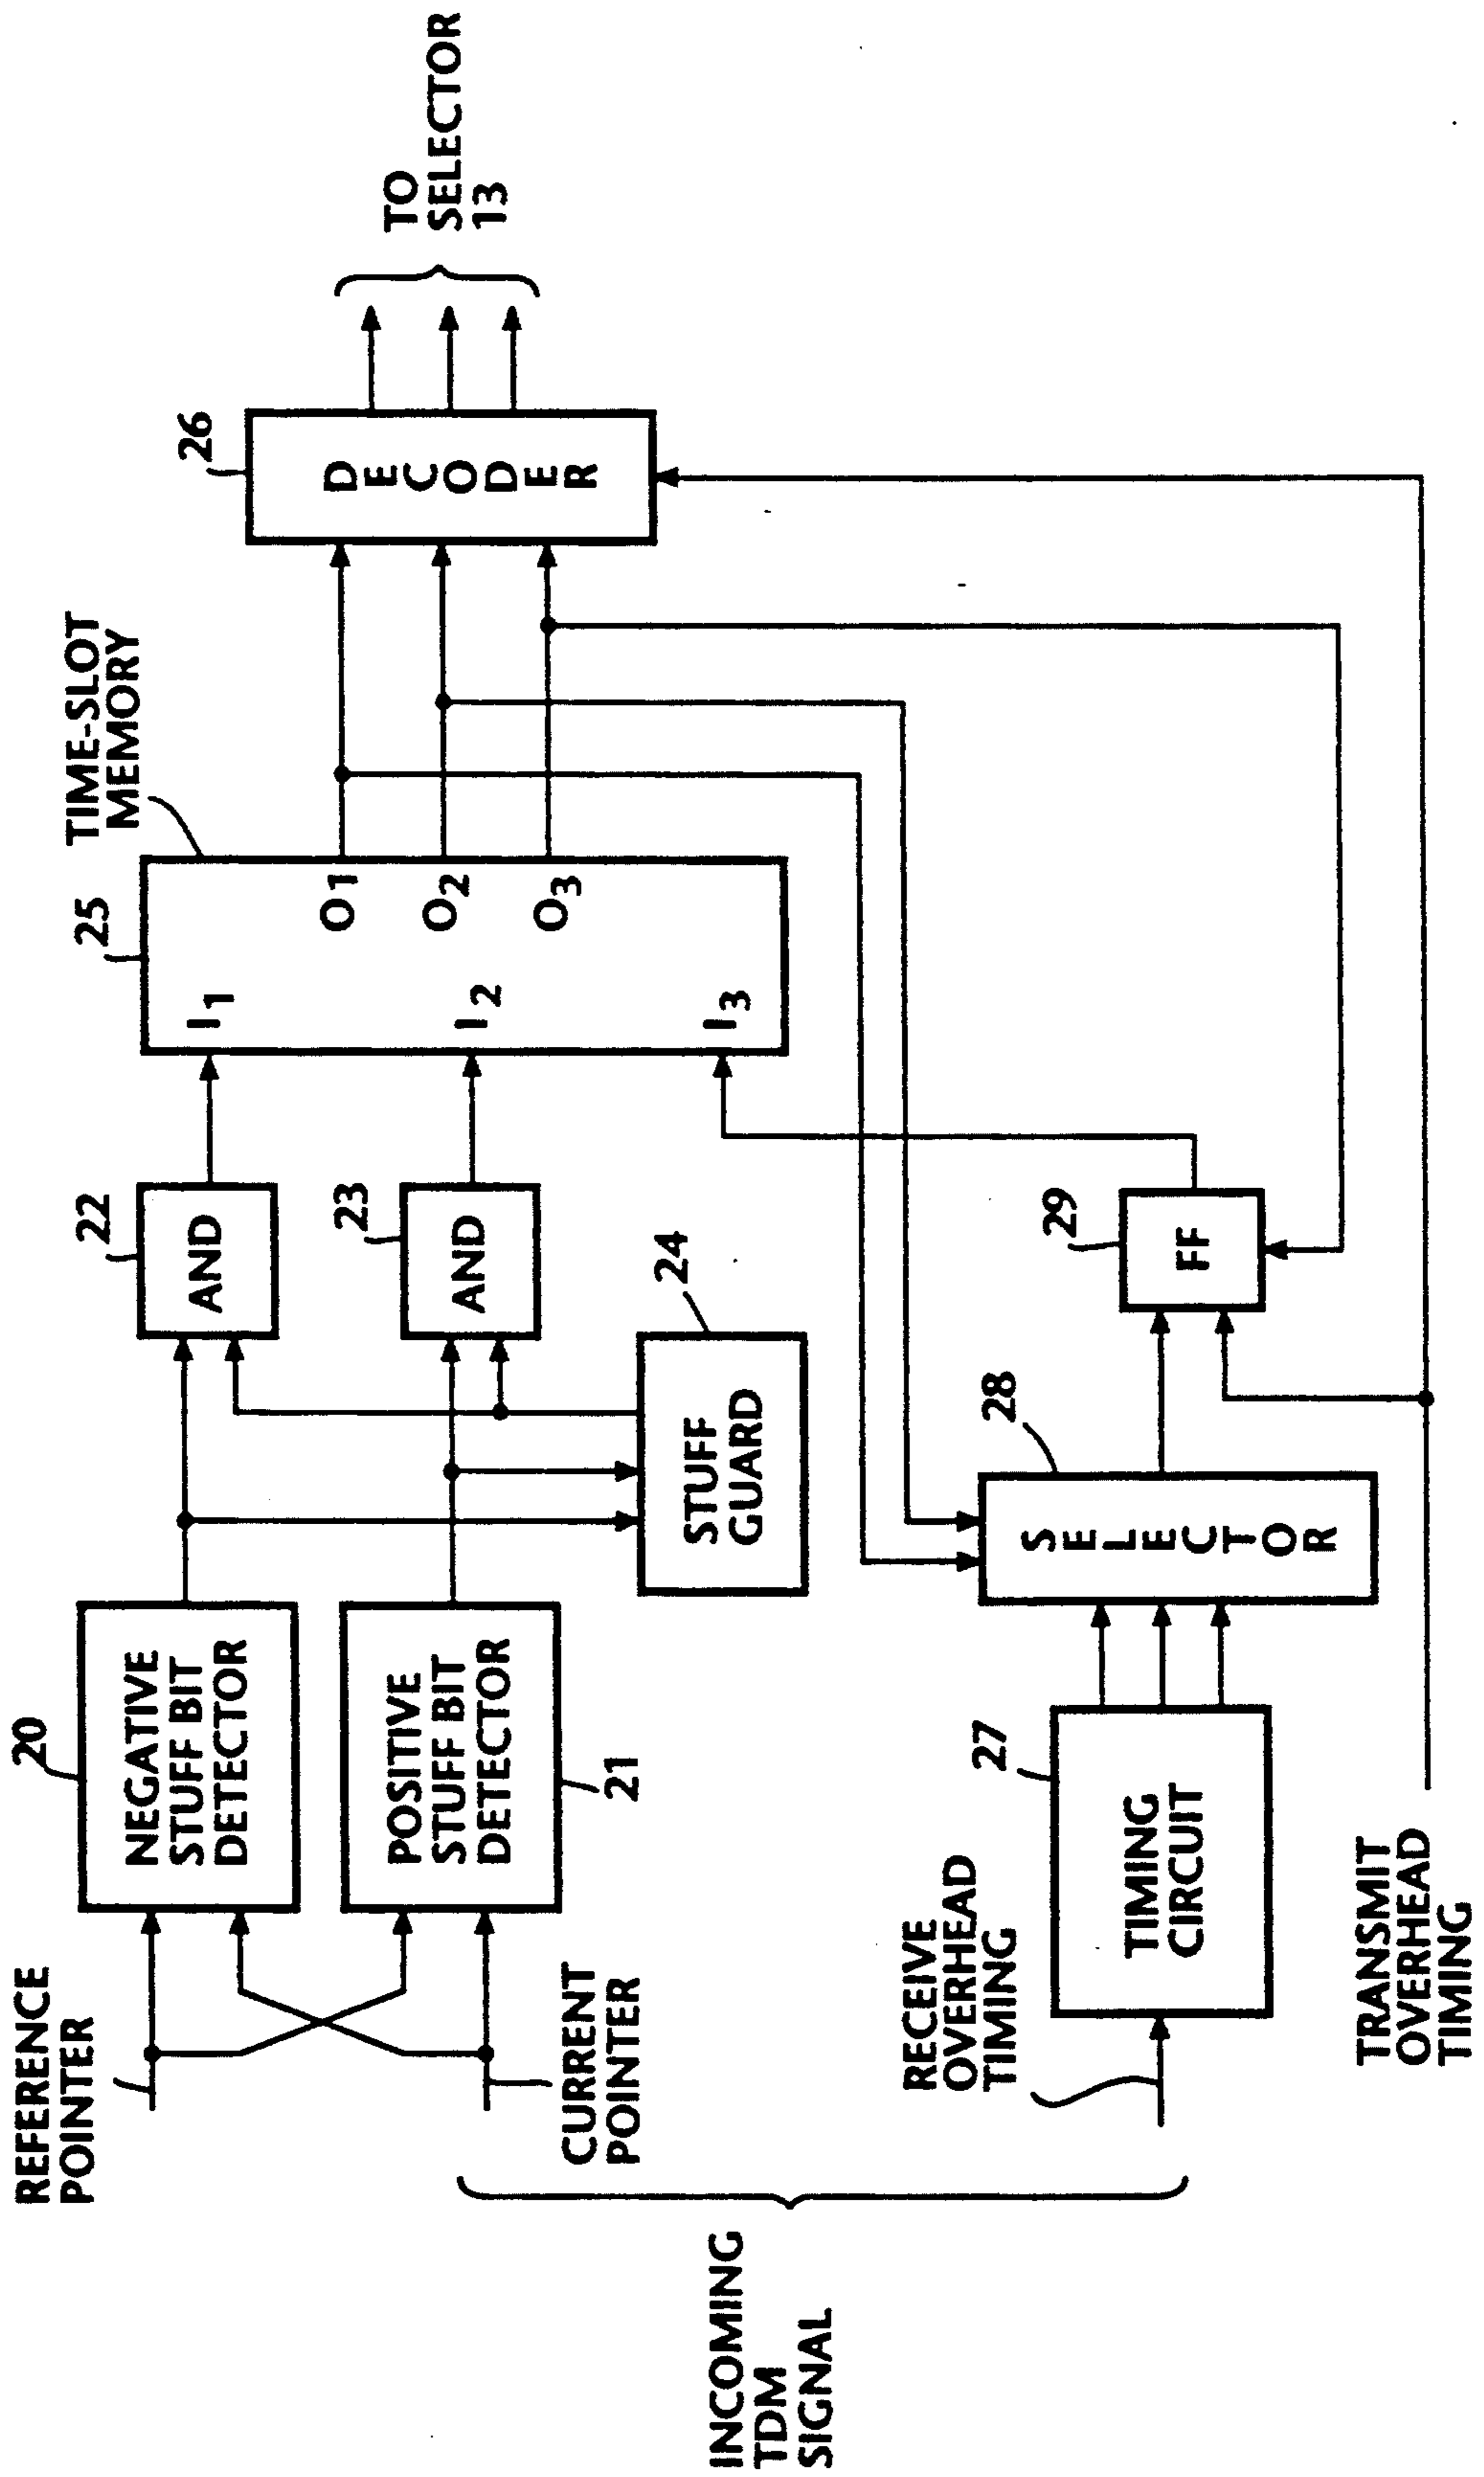 REFERENCE
POINTER
20
NEGATIVE
STUFF BIT
DETECTOR
22
AND
25
TIME-SLOT
MEMORY
I1
I2
I3
O1
O2
O3
26
DECODER
TO
SELECTOR
13
CURRENT
POINTER
POSITIVE
STUFF BIT
DETECTOR
21
23
AND
24
STUFF
GUARD
INCOMING
TDM
SIGNAL
RECEIVE
OVERHEAD
TIMING
27
TIMING
CIRCUIT
28
SELECTOR
29
FF
TRANSMIT
OVERHEAD
TIMING